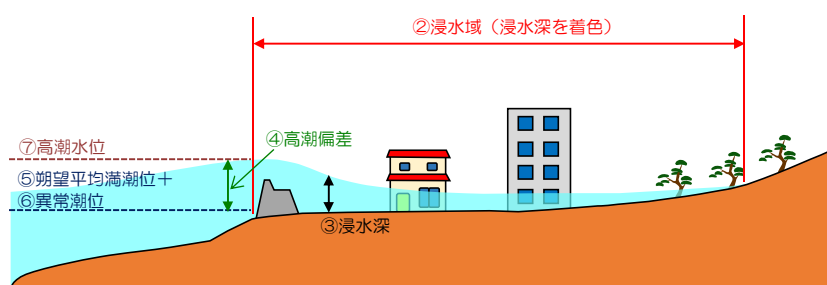 ②浸水域（浸水深を着色）
⑦高潮水位
④高潮偏差
⑤朔望平均満潮位＋
⑥異常潮位
③浸水深